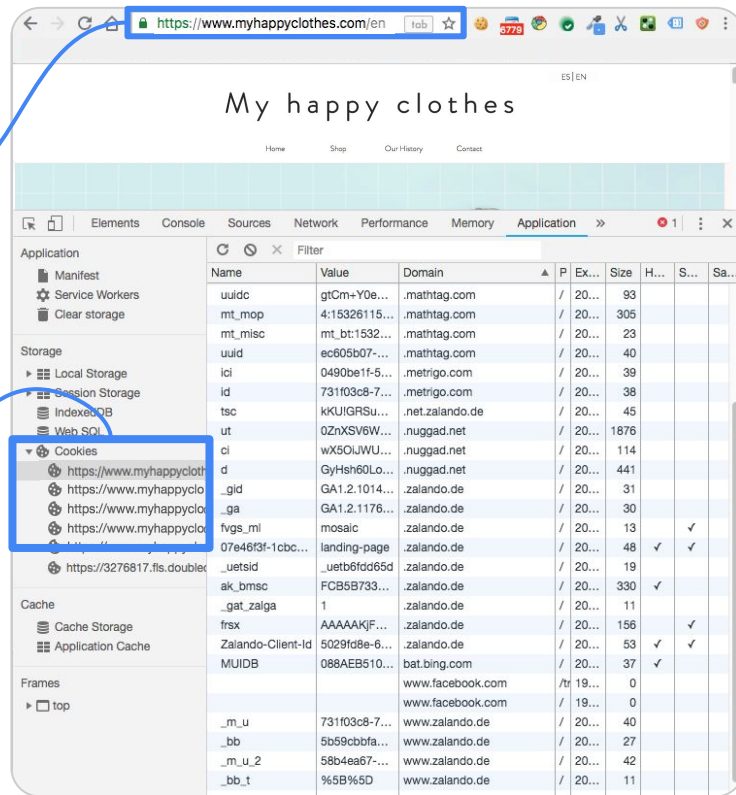 https://www.myhappyclothes.com/en tab
6779
ES| EN
My happy clothes
Home Shop Our History Contact
Elements Console Sources Network Performance Memory Application » 1
Application
Manifest
Service Workers
Clear storage
Storage
Local Storage
Session Storage
IndexedDB
Web SQL
Cookies
https://www.myhappycloth
https://www.myhappyclo
https://www.myhappyclo
https://www.myhappyclo
https://3276817.fls.doublec
Cache
Cache Storage
Application Cache
Frames
top
Filter
Name Value Domain P Ex... Size H... S... Sa...
uuidc gtCm+Y0e... .mathtag.com / 20... 93
mt_mop 4:15326115... .mathtag.com / 20... 305
mt_misc mt_bt:1532... .mathtag.com / 20... 23
uuid ec605b07-... .mathtag.com / 20... 40
ici 0490be1f-5... .metrigo.com / 20... 39
id 731f03c8-7... .metrigo.com / 20... 38
tsc kKU!GRSu... .net.zalando.de / 20... 45
ut 0ZnXSV6W... .nuggad.net / 20... 1876
ci wX5OiJWU... .nuggad.net / 20... 114
d GyHsh60Lo... .nuggad.net / 20... 441
_gid GA1.2.1014... .zalando.de / 20... 31
_ga GA1.2.1176... .zalando.de / 20... 30
fvgs_ml mosaic .zalando.de / 20... 13 ✓
07e46f3f-1cbc... landing-page .zalando.de / 20... 48 ✓ ✓
_uetsid _uetb6fdd65d .zalando.de / 20... 19
ak_bmsc FCB5B733... .zalando.de / 20... 330 ✓
_gat_zalga 1 .zalando.de / 20... 11
frsx AAAAAKjF... .zalando.de / 20... 156 ✓
Zalando-Client-Id 5029fd8e-6... .zalando.de / 20... 53 ✓ ✓
MUIDB 088AEB510... bat.bing.com / 20... 37 ✓
www.facebook.com /tr 19... 0
www.facebook.com / 19... 0
_m_u 731f03c8-7... www.zalando.de / 20... 40
_bb 5b59cbbfa... www.zalando.de / 20... 27
_m_u_2 58b4ea67-... www.zalando.de / 20... 42
_bb_t %5B%5D www.zalando.de / 20... 11